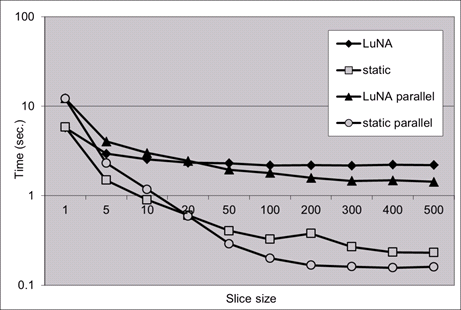 100
10
1
0.1
Time (sec.)
1 5 10 20 50 100 200 300 400 500
Slice size
LuNA
static
LuNA parallel
static parallel